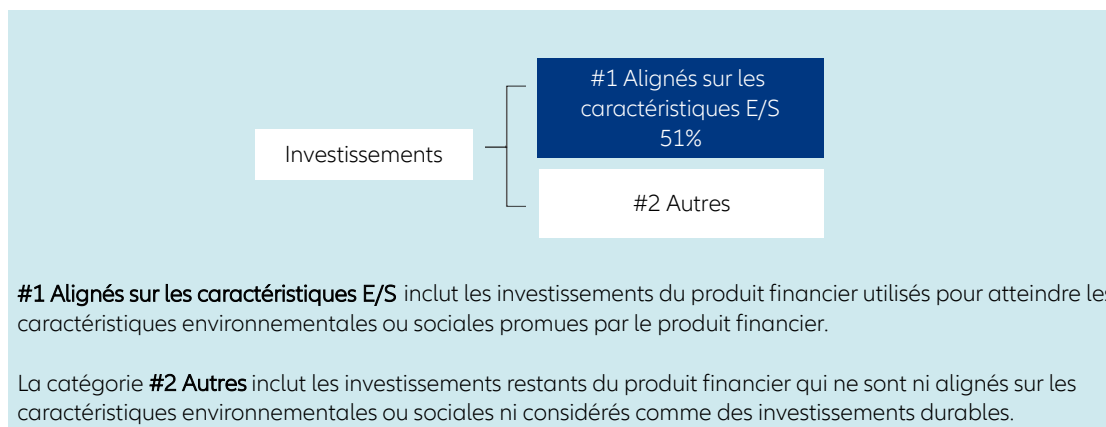 #1 Alignés sur les
caractéristiques E/S
51%
Investissements
#2 Autres
#1 Alignés sur les caractéristiques E/S inclut les investissements du produit financier utilisés pour atteindre les
caractéristiques environnementales ou sociales promues par le produit financier.
La catégorie #2 Autres inclut les investissements restants du produit financier qui ne sont ni alignés sur les
caractéristiques environnementales ou sociales ni considérés comme des investissements durables.